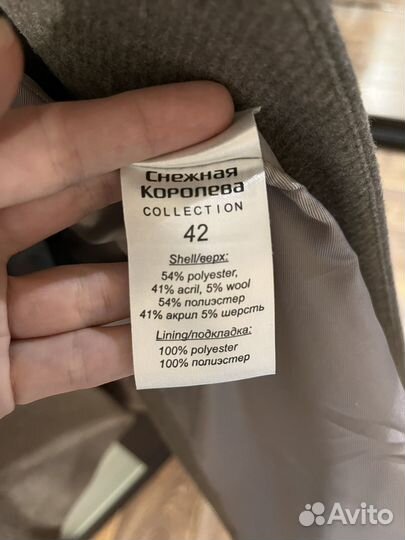 Снежная
Королева
COLLECTION
42
Shell/верх:
54% polyester,
41% acril, 5% wool
54% полиэстер
41% акрил 5% шерсть
Lining/подкладка:
100% polyester
100% полиэстер
Avito